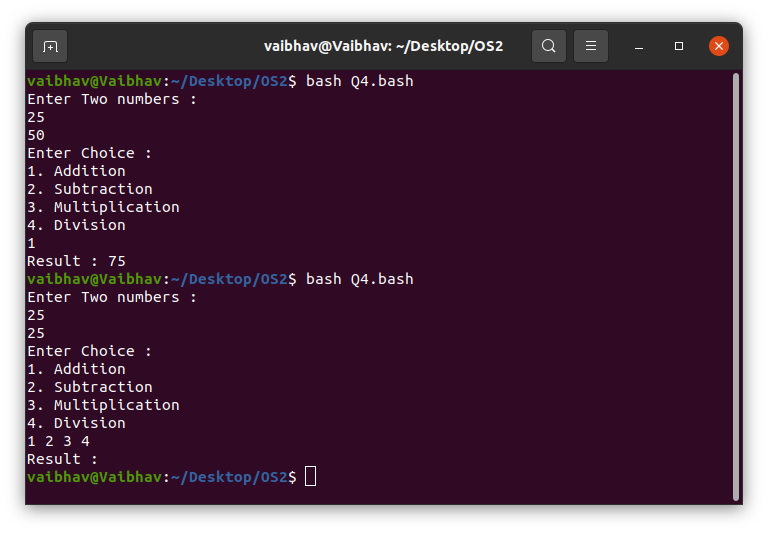 vaibhav@Vaibhav: ~/Desktop/OS2
vaibhav@Vaibhav:~/Desktop/OS2$ bash Q4.bash
Enter Two numbers :
25
50
Enter Choice :
1. Addition
2. Subtraction
3. Multiplication
4. Division
1
Result : 75
vaibhav@Vaibhav:~/Desktop/OS2$ bash Q4.bash
Enter Two numbers :
25
25
Enter Choice :
1. Addition
2. Subtraction
3. Multiplication
4. Division
1 2 3 4
Result :
vaibhav@Vaibhav:~/Desktop/OS2$